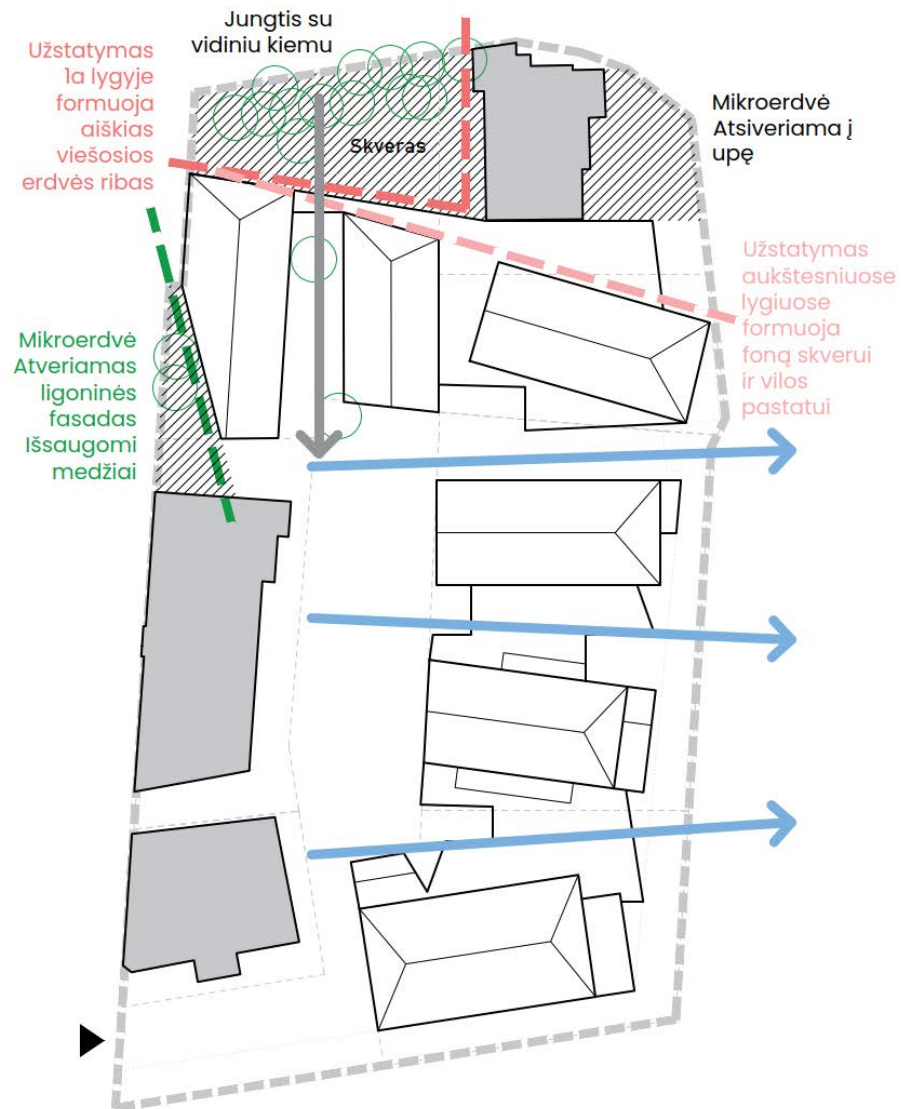 Jungtis su
vidiniu kiemu
Užstatymas
1a lygyje
formuoja
aiškias
viešosios
erdvės ribas
Skveras
Mikroerdvė
Atsiveriama į
upę
Užstatymas
aukštesniuose
lygiuose
formuoja
foną skverui
ir vilos
pastatui
Mikroerdvė
Atveriamas
ligoninės
fasadas
Išsaugomi
medžiai